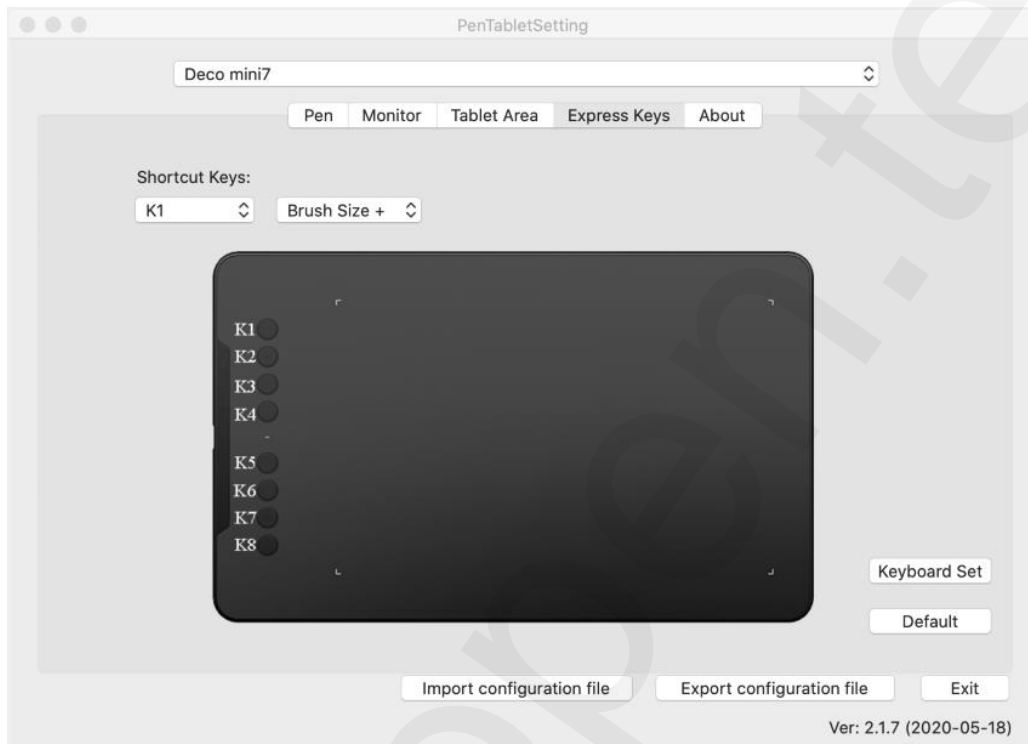 PenTabletSetting
Deco mini7
Pen Monitor Tablet Area Express Keys About
Shortcut Keys:
K1 Brush Size +
K1
K2
K3
K4
K5
K6
K7
K8
Keyboard Set
Default
Import configuration file Export configuration file Exit
Ver: 2.1.7 (2020-05-18)